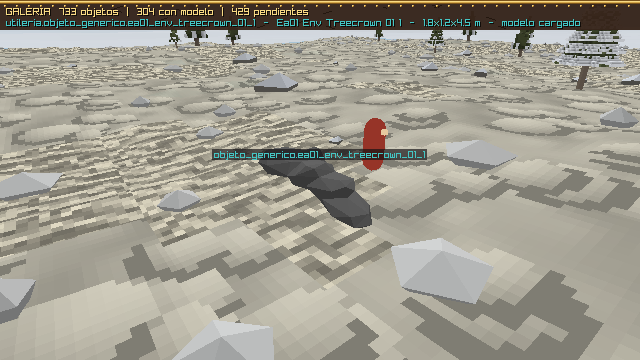 GALERIA 733 objetos | 304 con modelo | 429 pendientes
utileria.objeto_generico.ea01_env_treecrown_01_1 - Ea01 Env Treecrown 01 1 - 1.8x1.2x4.5 m - modelo cargado
objeto_generico.ea01_env_treecrown_01_1